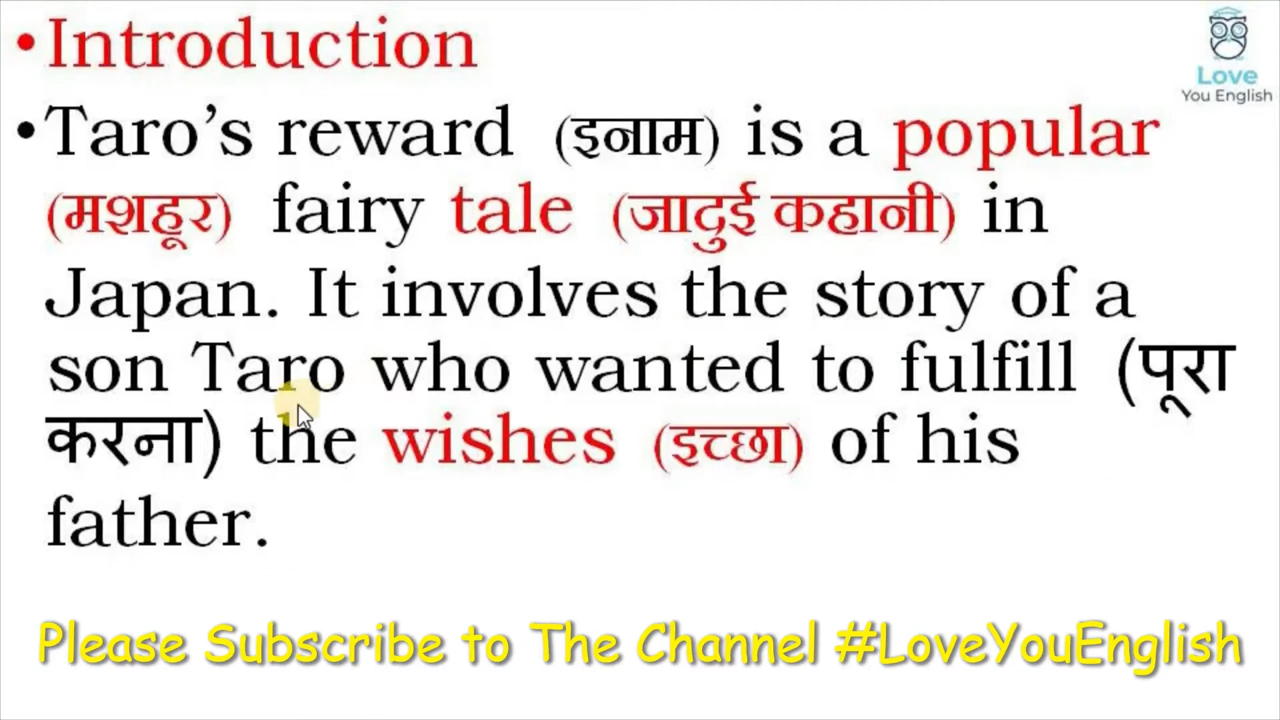 •Introduction
•Taro’s reward (इनाम) is a popular
(मशहूर) fairy tale (जादुई कहानी) in
Japan. It involves the story of a
son Taro who wanted to fulfill (पूरा
करना) the wishes (इच्छा) of his
father.
Love
You English
Please Subscribe to The Channel #LoveYouEnglish